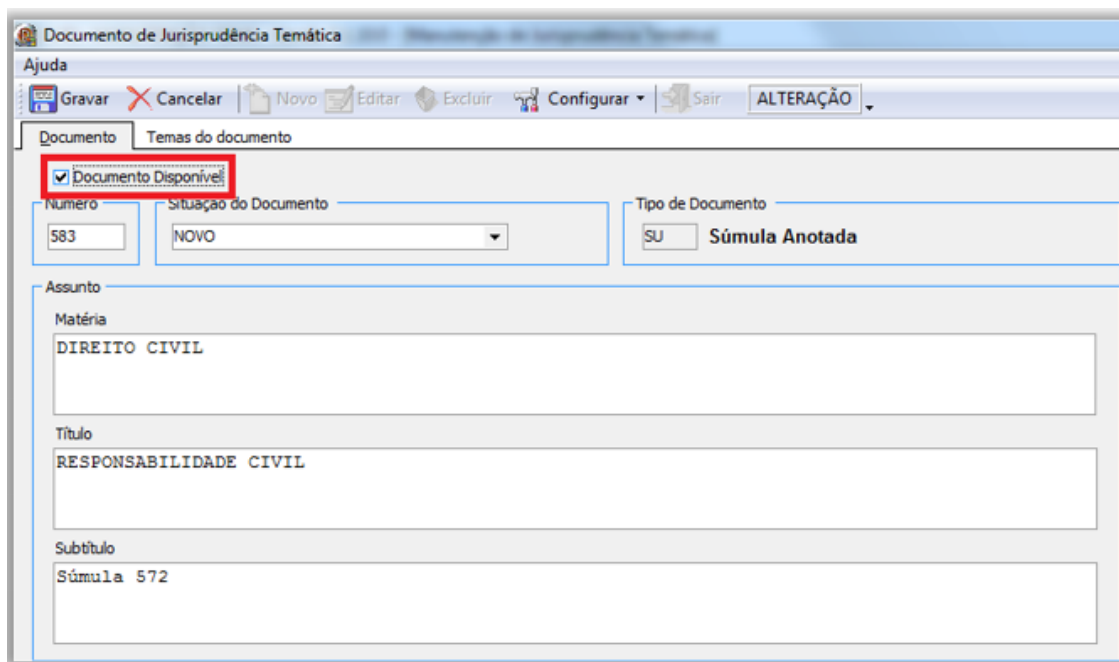 Documento de Jurisprudência Temática
Ajuda
Gravar Cancelar Novo Editar Excluir Configurar Sair ALTERAÇÃO
Documento Temas do documento
Documento Disponível
Número Situação do Documento Tipo de Documento
583 NOVO SU Súmula Anotada
Assunto
Matéria
DIREITO CIVIL
Título
RESPONSABILIDADE CIVIL
Subtítulo
Súmula 572